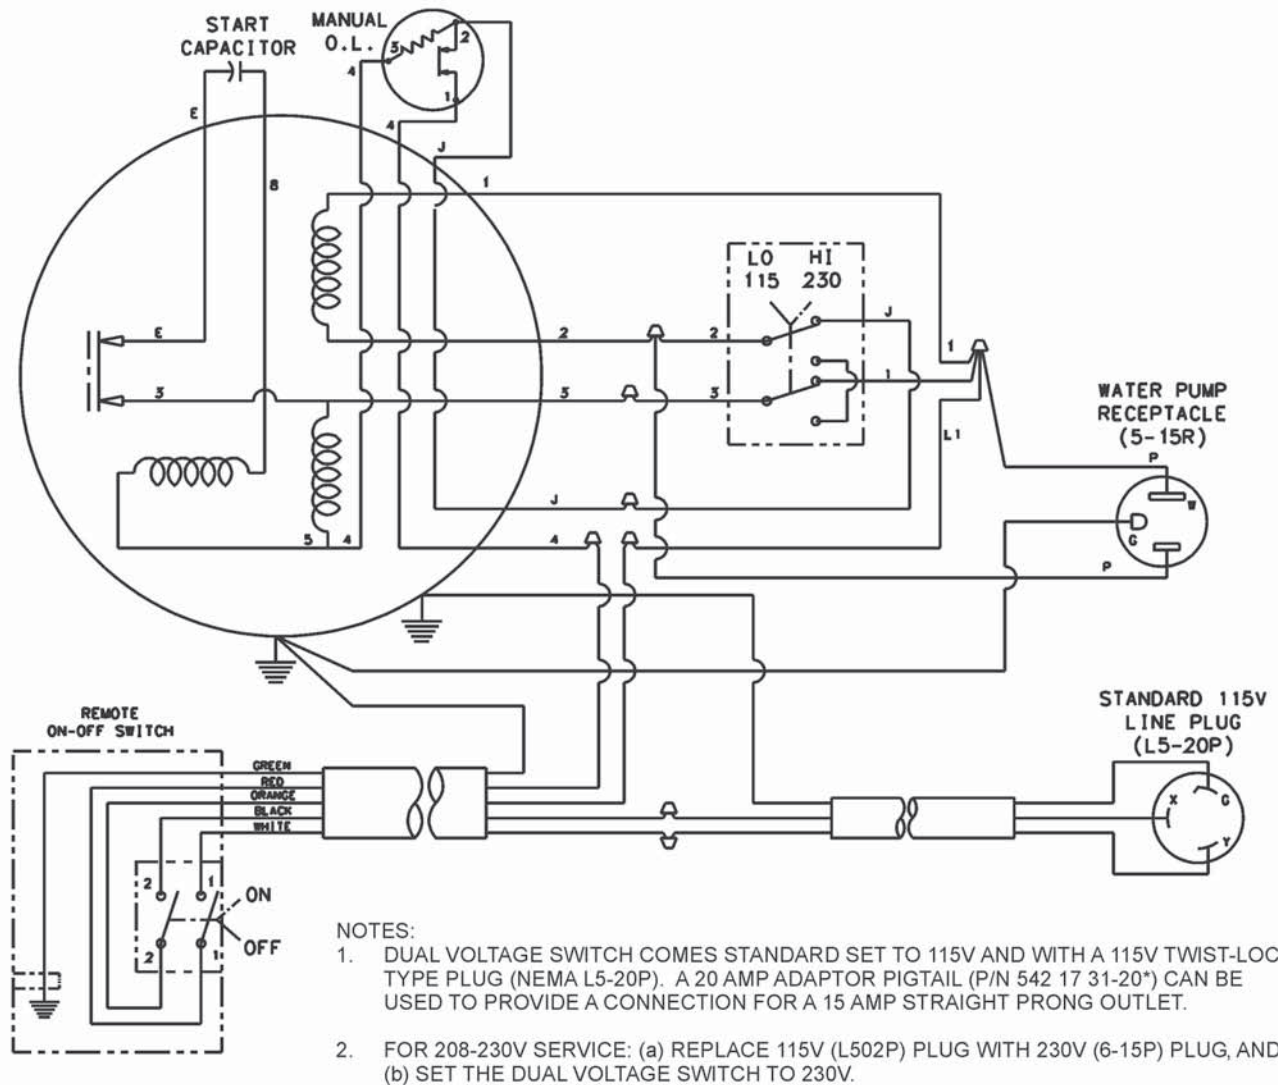 START
CAPACITOR
MANUAL
O.L.
3
2
1
4
4
J
E
8
1
LO
115
HI
230
J
E
2
2
1
1
3
3
3
L1
WATER PUMP
RECEPTACLE
(5-15R)
P
W
G
P
J
5
4
4
STANDARD 115V
LINE PLUG
(L5-20P)
X
G
Y
REMOTE
ON-OFF SWITCH
GREEN
RED
ORANGE
BLACK
WHITE
2
1
ON
OFF
2
1
NOTES:
1. DUAL VOLTAGE SWITCH COMES STANDARD SET TO 115V AND WITH A 115V TWIST-LOC
TYPE PLUG (NEMA L5-20P). A 20 AMP ADAPTOR PIGTAIL (P/N 542 17 31-20*) CAN BE
USED TO PROVIDE A CONNECTION FOR A 15 AMP STRAIGHT PRONG OUTLET.
2. FOR 208-230V SERVICE: (a) REPLACE 115V (L502P) PLUG WITH 230V (6-15P) PLUG, AND
(b) SET THE DUAL VOLTAGE SWITCH TO 230V.